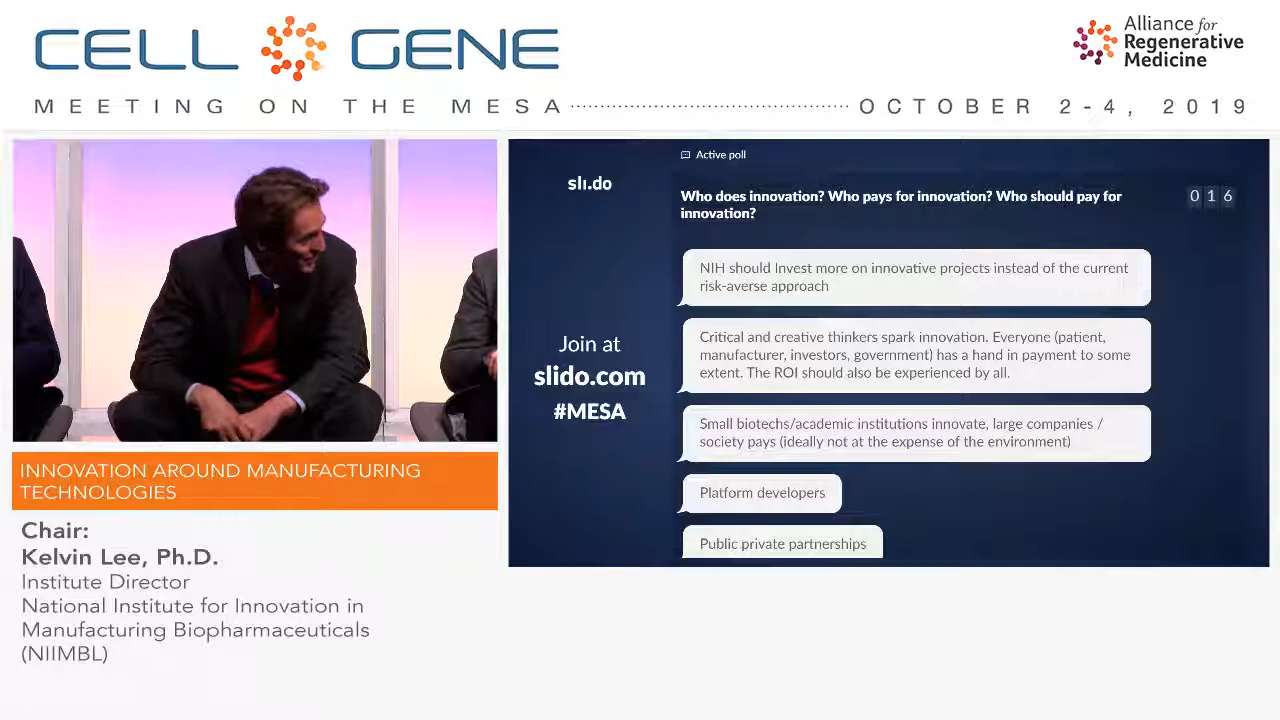 CELL GENE
Alliance for
Regenerative
Medicine
MEETING ON THE MESA OCTOBER 2-4, 2019
sli.do
Join at
slido.com
#MESA
Active poll
Who does innovation? Who pays for innovation? Who should pay for
innovation?
016
NIH should Invest more on innovative projects instead of the current
risk-averse approach
Critical and creative thinkers spark innovation. Everyone (patient,
manufacturer, investors, government) has a hand in payment to some
extent. The ROI should also be experienced by all.
Small biotechs/academic institutions innovate, large companies /
society pays (ideally not at the expense of the environment)
Platform developers
Public private partnerships
INNOVATION AROUND MANUFACTURING
TECHNOLOGIES
Chair:
Kelvin Lee, Ph.D.
Institute Director
National Institute for Innovation in
Manufacturing Biopharmaceuticals
(NIIMBL)